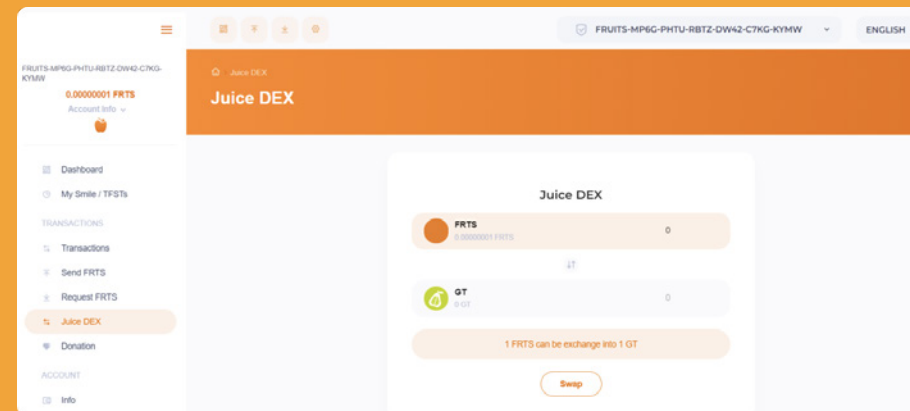 FRUITS-MP6G-PHTU-RBTZ-DW42-C7KG-KYMW
ENGLISH
FRUITS-MP6G-PHTU-RBTZ-DW42-C7KG-
KYMW
0.00000001 FRTS
Account Info
Juice DEX
Juice DEX
Dashboard
My Smile / TFSTs
TRANSACTIONS
Transactions
Send FRTS
Request FRTS
Juice DEX
Donation
ACCOUNT
Info
Juice DEX
FRTS
0.00000001 FRTS
0
GT
0 GT
0
1 FRTS can be exchange into 1 GT
Swap